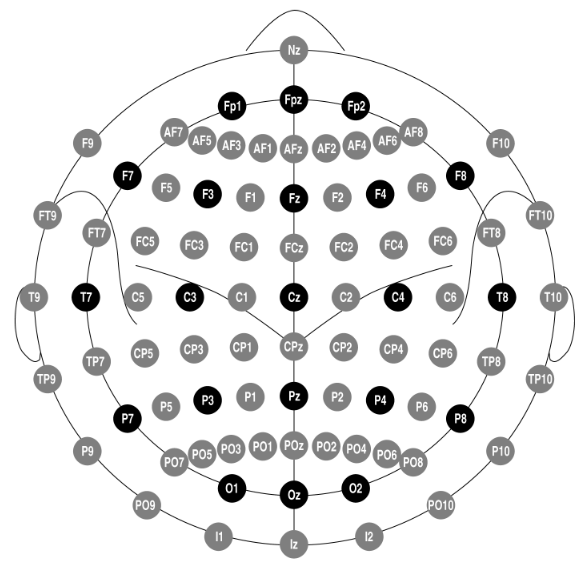 Nz
Fp1 Fpz Fp2
AF7 AF5 AF3 AF1 AFz AF2 AF4 AF6 AF8
F9 F10
F7 F5 F3 F1 Fz F2 F4 F6 F8
FT9 FT10
FT7 FC5 FC3 FC1 FCz FC2 FC4 FC6 FT8
T9 T7 C5 C3 C1 Cz C2 C4 C6 T8 T10
TP7 CP5 CP3 CP1 CPz CP2 CP4 CP6 TP8
TP9 TP10
P7 P5 P3 P1 Pz P2 P4 P6 P8
P9 P10
PO7 PO5 PO3 PO1 POz PO2 PO4 PO6 PO8
O1 Oz O2
PO9 PO10
I1 Iz I2